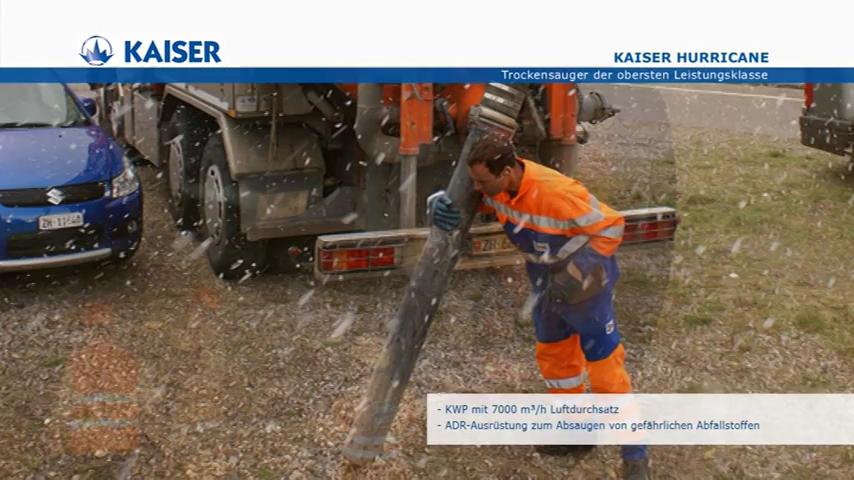 KAISER
KAISER HURRICANE
Trockensauger der obersten Leistungsklasse
- KWP mit 7000 m³/h Luftdurchsatz
- ADR-Ausrüstung zum Absaugen von gefährlichen Abfallstoffen